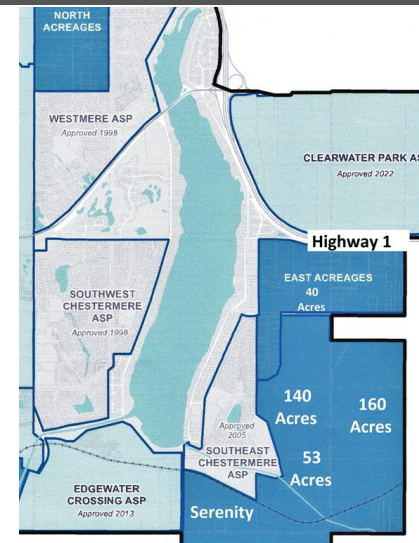 NORTH
ACREAGES
WESTMERE ASP
Approved 1998
CLEARWATER PARK AS
Approved 2022
Highway 1
EAST ACREAGES
40
Acres
SOUTHWEST
CHESTERMERE
ASP
Approved 1998
140
Acres
160
Acres
Approved
2005
SOUTHEAST
CHESTERMERE
ASP
53
Acres
EDGEWATER
CROSSING ASP
Approved 2013
Serenity